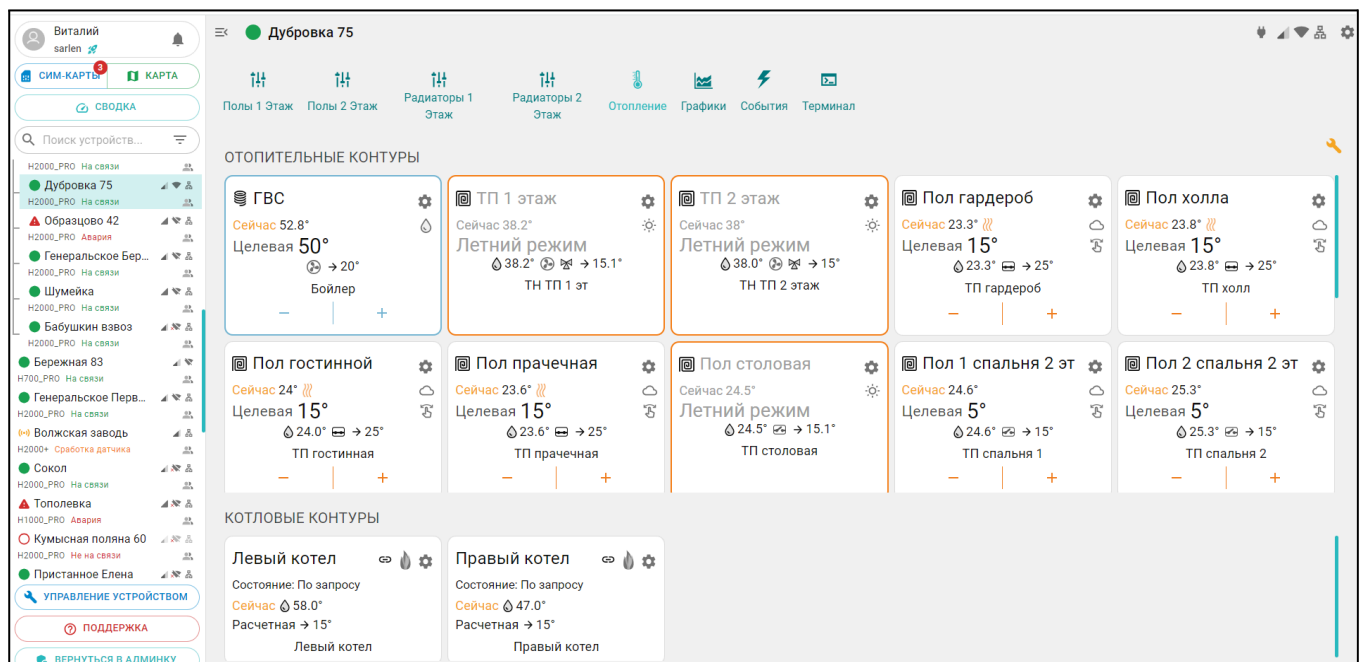 Виталий
sarlen
СИМ-КАРТЫ 3 КАРТА
СВОДКА
Поиск устройств...
H2000_PRO На связи
Дубровка 75
H2000_PRO На связи
Образцово 42
H2000_PRO Авария
Генеральское Бер...
H2000_PRO На связи
Шумейка
H2000_PRO На связи
Бабушкин взвоз
H2000_PRO На связи
Бережная 83
H700_PRO На связи
Генеральское Перв...
H2000_PRO На связи
Волжская заводь
H2000+ Сработка датчика
Сокол
H2000_PRO На связи
Тополевка
H1000_PRO Авария
Кумысная поляна 60
H2000_PRO Не на связи
Пристанное Елена
УПРАВЛЕНИЕ УСТРОЙСТВОМ
ПОДДЕРЖКА
ВЕРНУТЬСЯ В АДМИНКУ
Дубровка 75
Полы 1 Этаж
Полы 2 Этаж
Радиаторы 1
Этаж
Радиаторы 2
Этаж
Отопление
Графики
События
Терминал
ОТОПИТЕЛЬНЫЕ КОНТУРЫ
ГВС
Сейчас 52.8°
Целевая 50°
→ 20°
Бойлер
− +
ТП 1 этаж
Сейчас 38.2°
Летний режим
38.2° → 15.1°
ТН ТП 1 эт
ТП 2 этаж
Сейчас 38°
Летний режим
38.0° → 15°
ТН ТП 2 этаж
Пол гардероб
Сейчас 23.3°
Целевая 15°
23.3° → 25°
ТП гардероб
− +
Пол холла
Сейчас 23.8°
Целевая 15°
23.8° → 25°
ТП холл
− +
Пол гостинной
Сейчас 24°
Целевая 15°
24.0° → 25°
ТП гостинная
− +
Пол прачечная
Сейчас 23.6°
Целевая 15°
23.6° → 25°
ТП прачечная
− +
Пол столовая
Сейчас 24.5°
Летний режим
24.5° → 15.1°
ТП столовая
Пол 1 спальня 2 эт
Сейчас 24.6°
Целевая 5°
24.6° → 15°
ТП спальня 1
− +
Пол 2 спальня 2 эт
Сейчас 25.3°
Целевая 5°
25.3° → 15°
ТП спальня 2
− +
КОТЛОВЫЕ КОНТУРЫ
Левый котел
Состояние: По запросу
Сейчас 58.0°
Расчетная → 15°
Левый котел
Правый котел
Состояние: По запросу
Сейчас 47.0°
Расчетная → 15°
Правый котел